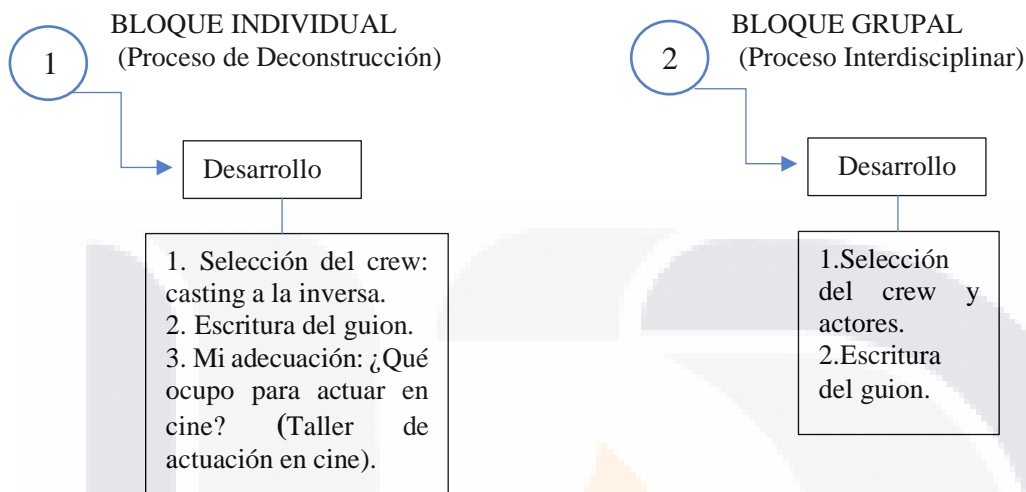 BLOQUE INDIVIDUAL
1
(Proceso de Deconstrucción)
Desarrollo
1. Selección del crew:
casting a la inversa.
2. Escritura del guion.
3. Mi adecuación: ¿Qué
ocupo para actuar en
cine? (Taller de
actuación en cine).
BLOQUE GRUPAL
2
(Proceso Interdisciplinar)
Desarrollo
1.Selección
del crew y
actores.
2.Escritura
del guion.